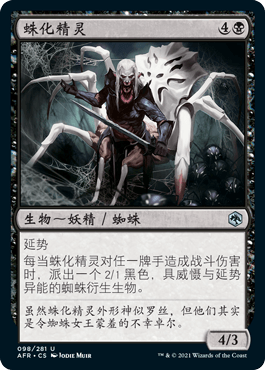 蛛化精灵
4
生物～妖精 / 蜘蛛
延势
每当蛛化精灵对任一牌手造成战斗伤害
时，派出一个 2/1 黑色，具威慑与延势
异能的蜘蛛衍生生物。
虽然蛛化精灵外形神似罗丝，但他们其实
是令蜘蛛女王蒙羞的不幸卓尔。
4/3
098/281 U
AFR • CS JODIE MUIR
™ & © 2021 Wizards of the Coast